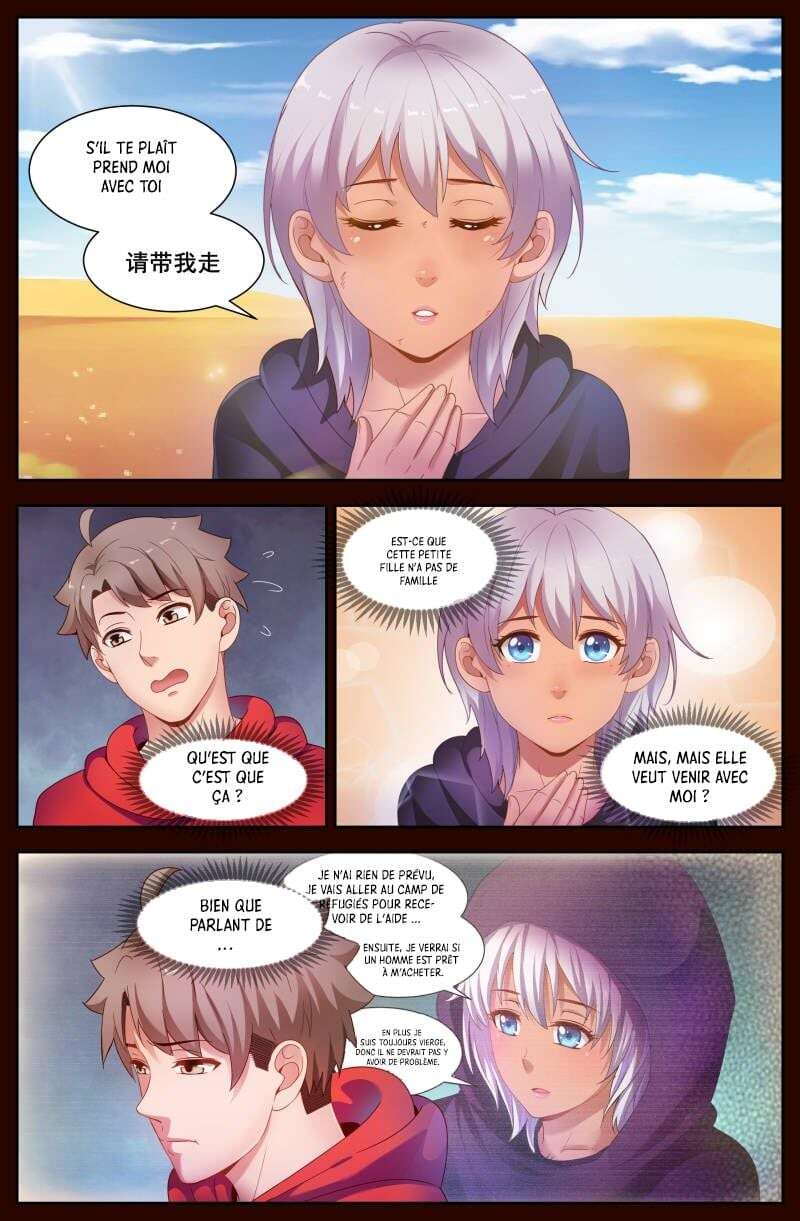 S'IL TE PLAÎT
PREND MOI
AVEC TOI
请带我走
EST-CE QUE
CETTE PETITE
FILLE N'A PAS DE
FAMILLE
QU'EST QUE
C'EST QUE
ÇA ?
MAIS, MAIS ELLE
VEUT VENIR AVEC
MOI ?
BIEN QUE
PARLANT DE
...
JE N'AI RIEN DE PRÉVU,
JE VAIS ALLER AU CAMP DE
RÉFUGIÉS POUR RECE-
VOIR DE L'AIDE ...
ENSUITE, JE VERRAI SI
UN HOMME EST PRÊT
À M'ACHETER.
EN PLUS JE
SUIS TOUJOURS VIERGE,
DONC IL NE DEVRAIT PAS Y
AVOIR DE PROBLÈME.